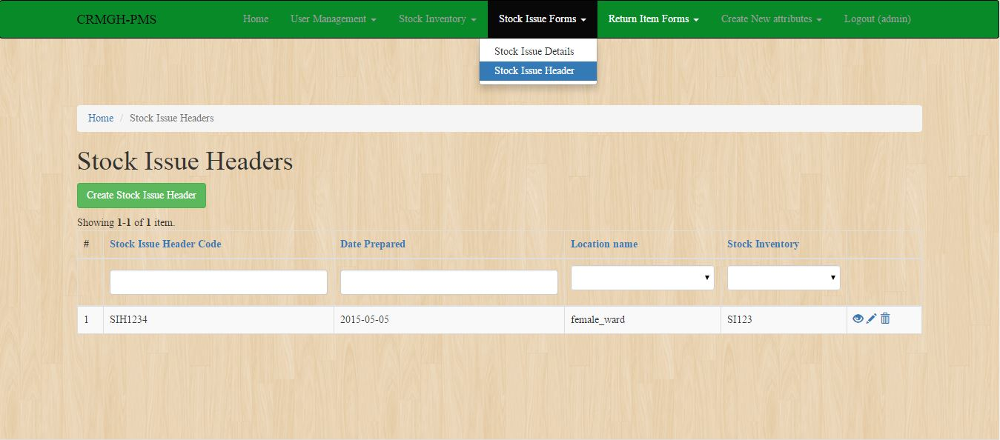 CRMGH-PMS Home User Management Stock Inventory Stock Issue Forms Return Item Forms Create New attributes Logout (admin)
Stock Issue Details
Stock Issue Header
Home / Stock Issue Headers
Stock Issue Headers
Create Stock Issue Header
Showing 1-1 of 1 item.
# Stock Issue Header Code Date Prepared Location name Stock Inventory
1 SIH1234 2015-05-05 female_ward SI123